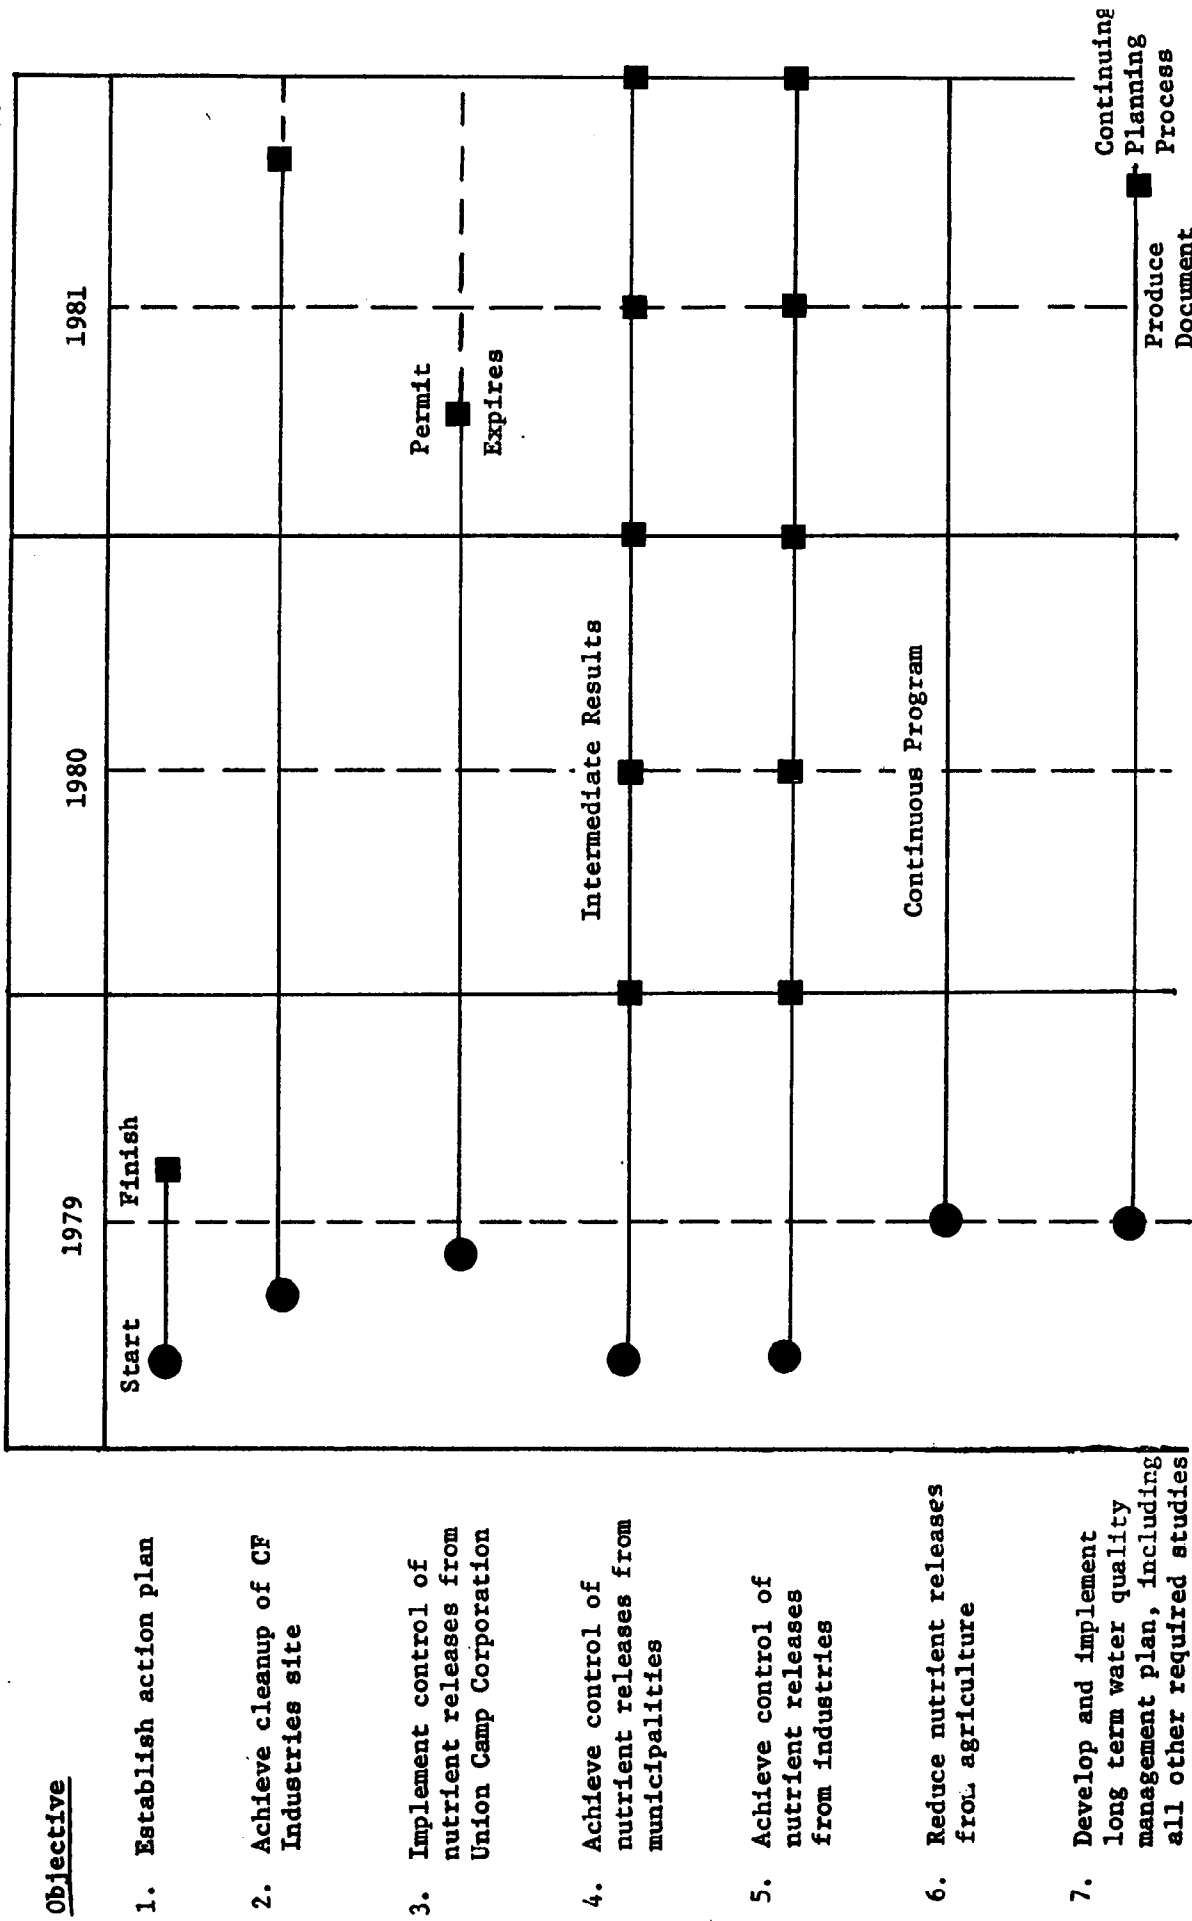 1979
1980
1981
Objective
Start
Finish
1. Establish action plan
2. Achieve cleanup of CF
Industries site
Permit
Expires
3. Implement control of
nutrient releases from
Union Camp Corporation
Intermediate Results
4. Achieve control of
nutrient releases from
municipalities
5. Achieve control of
nutrient releases
from industries
Continuous Program
6. Reduce nutrient releases
from agriculture
7. Develop and implement
long term water quality
management plan, including
all other required studies
Continuing
Planning
Process
Produce
Document